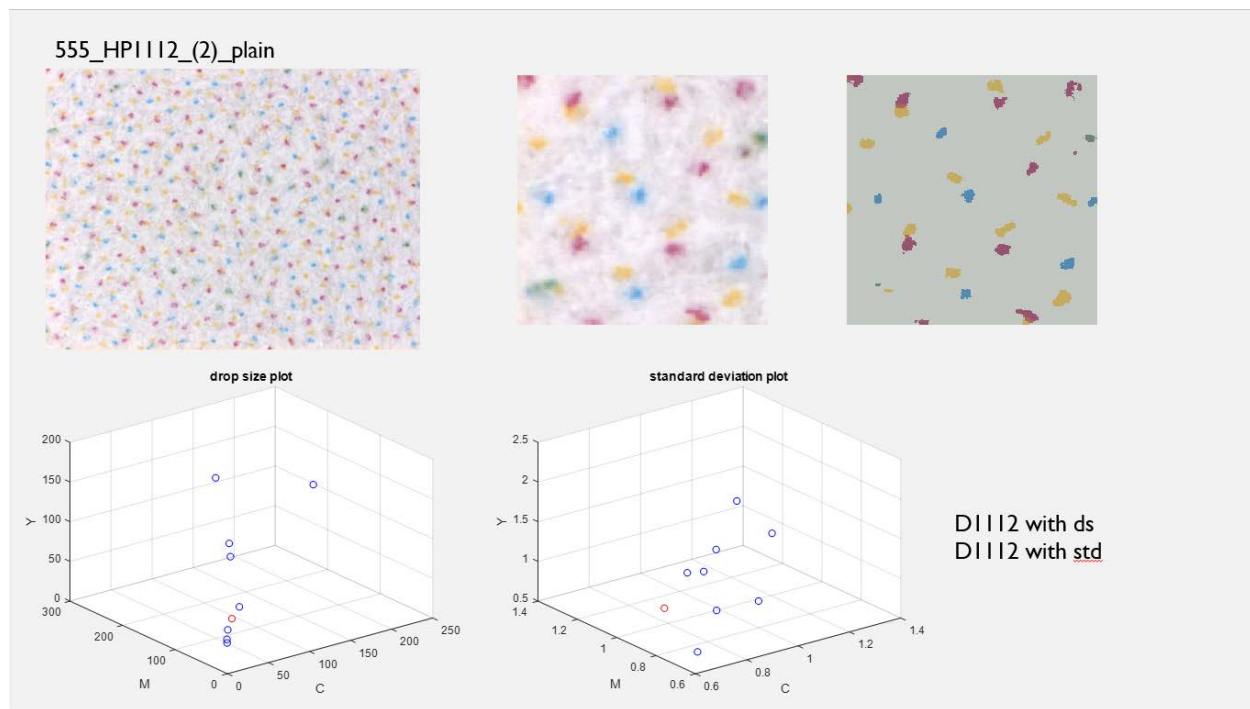 555_HP1112_(2)_plain
drop size plot
200
150
100
50
0
Y
300
200
100
0
M
0
50
100
150
200
250
C
standard deviation plot
2.5
2
1.5
1
0.5
Y
1.4
1.2
1
0.8
0.6
M
0.6
0.8
1
1.2
1.4
C
D1112 with ds
D1112 with std